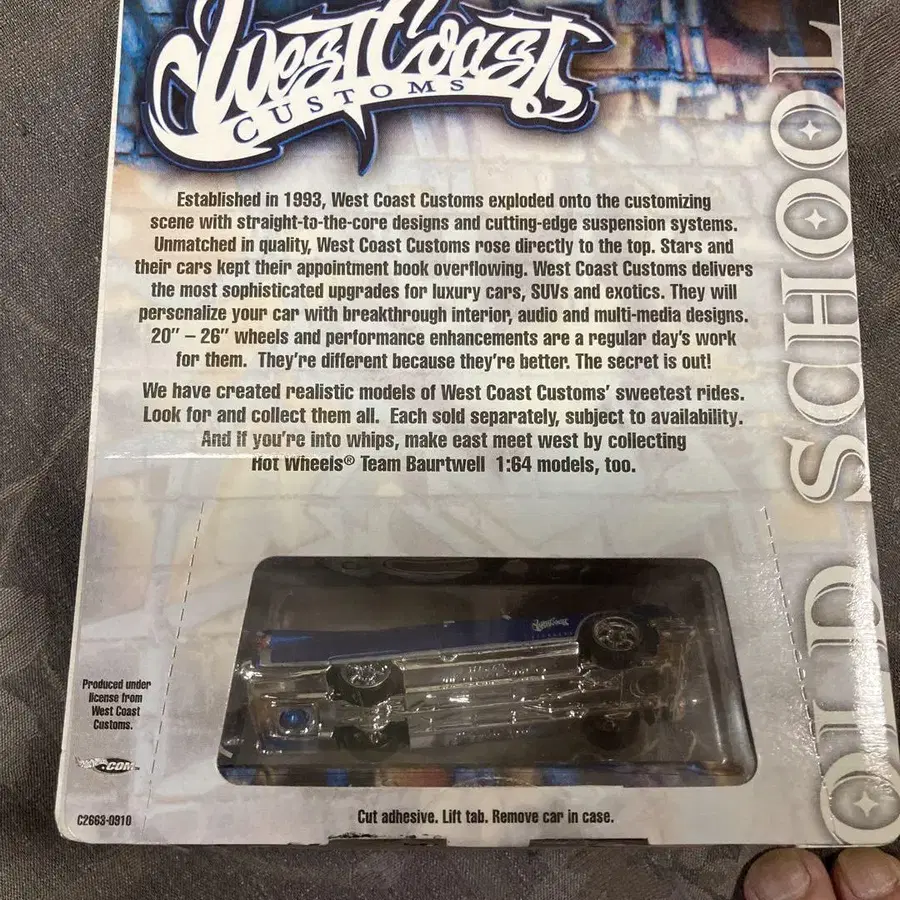 West Coast
CUSTOMS
Established in 1993, West Coast Customs exploded onto the customizing
scene with straight-to-the-core designs and cutting-edge suspension systems.
Unmatched in quality, West Coast Customs rose directly to the top. Stars and
their cars kept their appointment book overflowing. West Coast Customs delivers
the most sophisticated upgrades for luxury cars, SUVs and exotics. They will
personalize your car with breakthrough interior, audio and multi-media designs.
20" – 26" wheels and performance enhancements are a regular day's work
for them. They're different because they're better. The secret is out!
We have created realistic models of West Coast Customs' sweetest rides.
Look for and collect them all. Each sold separately, subject to availability.
And if you're into whips, make east meet west by collecting
Hot Wheels® Team Baurtwell 1:64 models, too.
OLD SCHOOL
West Coast
CUSTOMS
Produced under
license from
West Coast
Customs.
.COM
C2663-0910
Cut adhesive. Lift tab. Remove car in case.